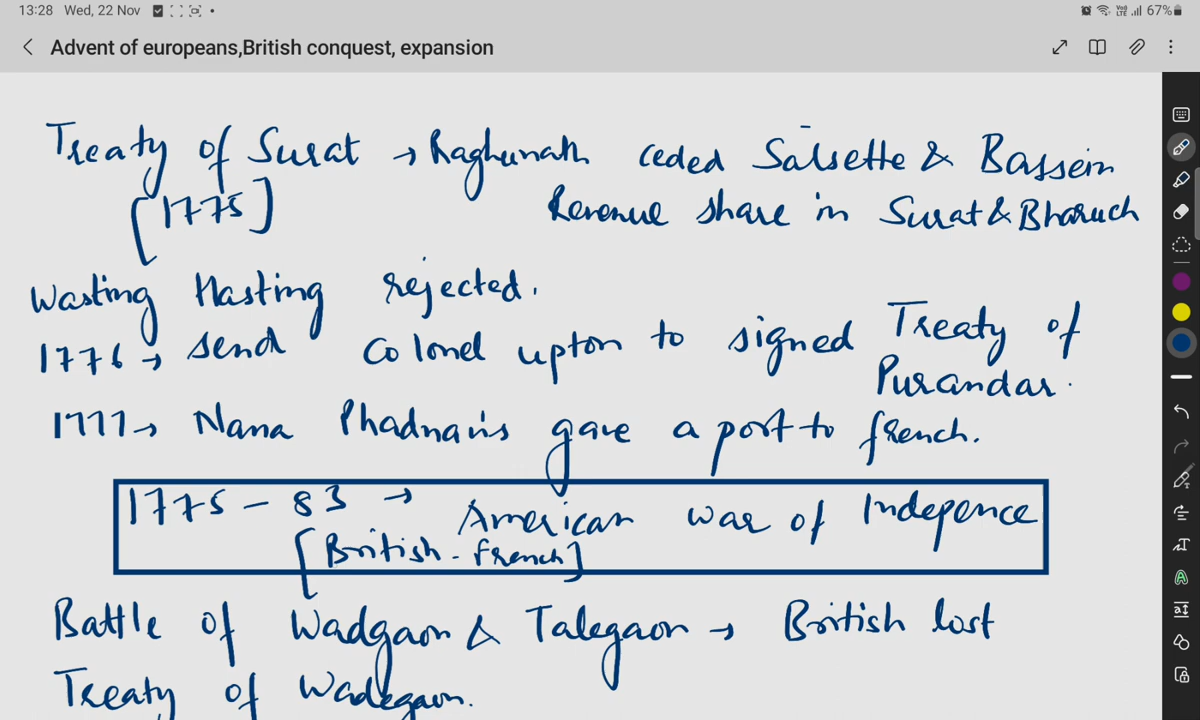 13:28 Wed, 22 Nov
67%
Advent of europeans,British conquest, expansion
Treaty of Surat → Raghunath ceded Salsette & Bassein
[1775] Revenue share in Surat & Bharuch
Wasting Hasting rejected.
1776 → send Colonel upton to signed Treaty of
Purandar.
1777 → Nana Phadnavis gave a port to french.
1775 - 83 → American war of Indepence
[British - french]
Battle of Wadgaon & Talegaon → British lost
Treaty of Wadegaon.